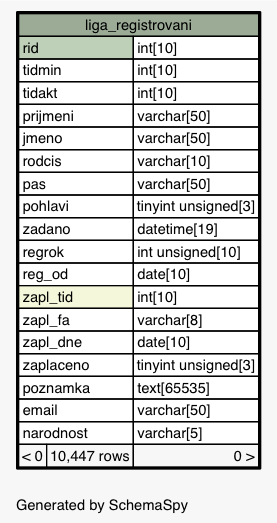 liga_registrovani
rid int[10]
tidmin int[10]
tidakt int[10]
prijmeni varchar[50]
jmeno varchar[50]
rodcis varchar[10]
pas varchar[50]
pohlavi tinyint unsigned[3]
zadano datetime[19]
regrok int unsigned[10]
reg_od date[10]
zapl_tid int[10]
zapl_fa varchar[8]
zapl_dne date[10]
zaplaceno tinyint unsigned[3]
poznamka text[65535]
email varchar[50]
narodnost varchar[5]
< 0 10,447 rows 0 >
Generated by SchemaSpy